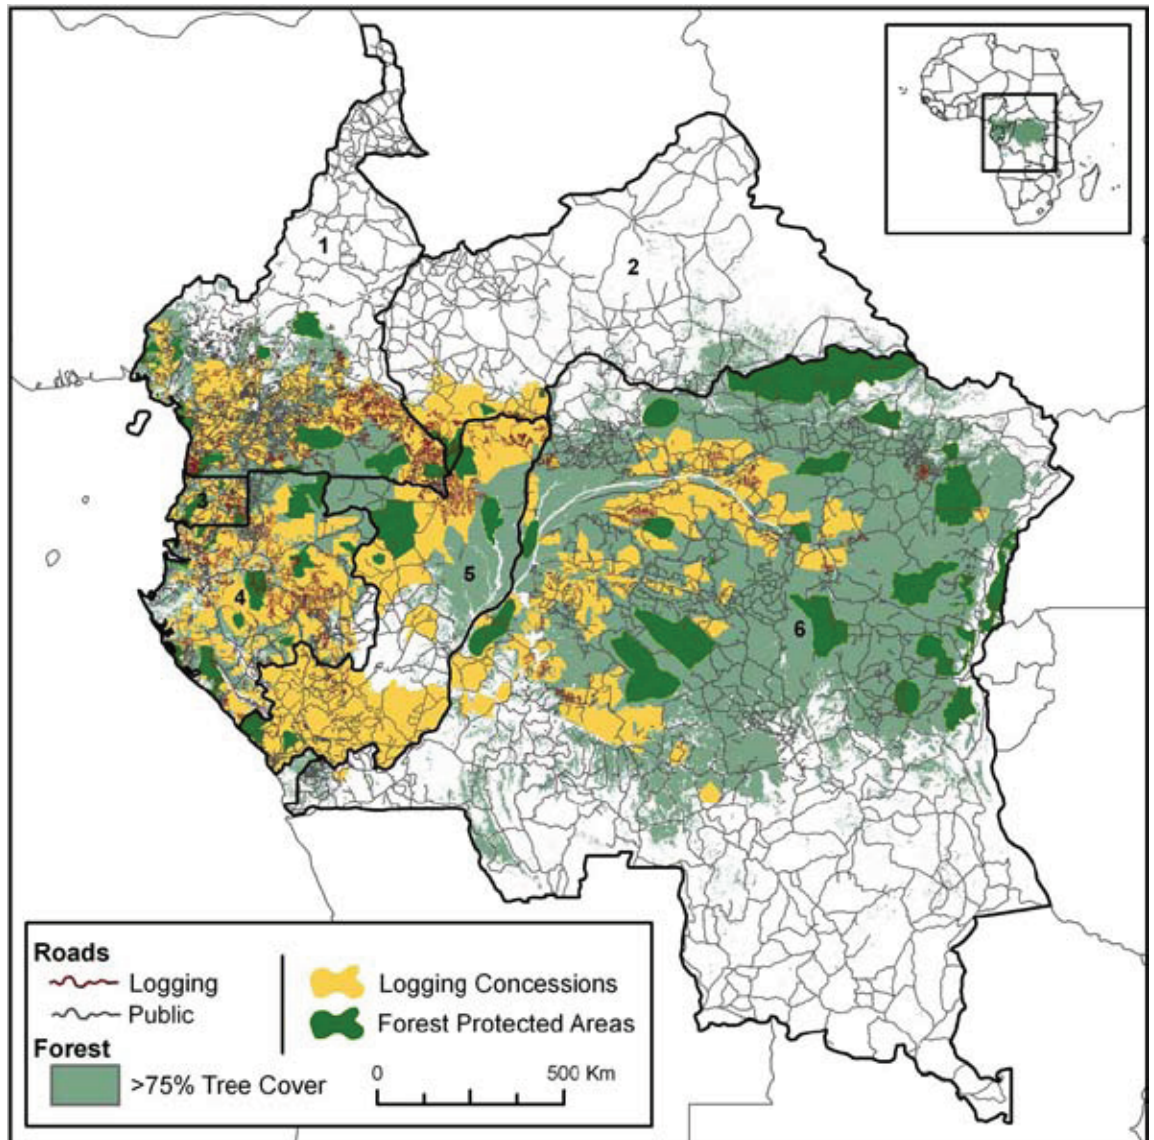 1
2
3
4
5
6
Roads
Logging
Public
Forest
>75% Tree Cover
Logging Concessions
Forest Protected Areas
0 500 Km